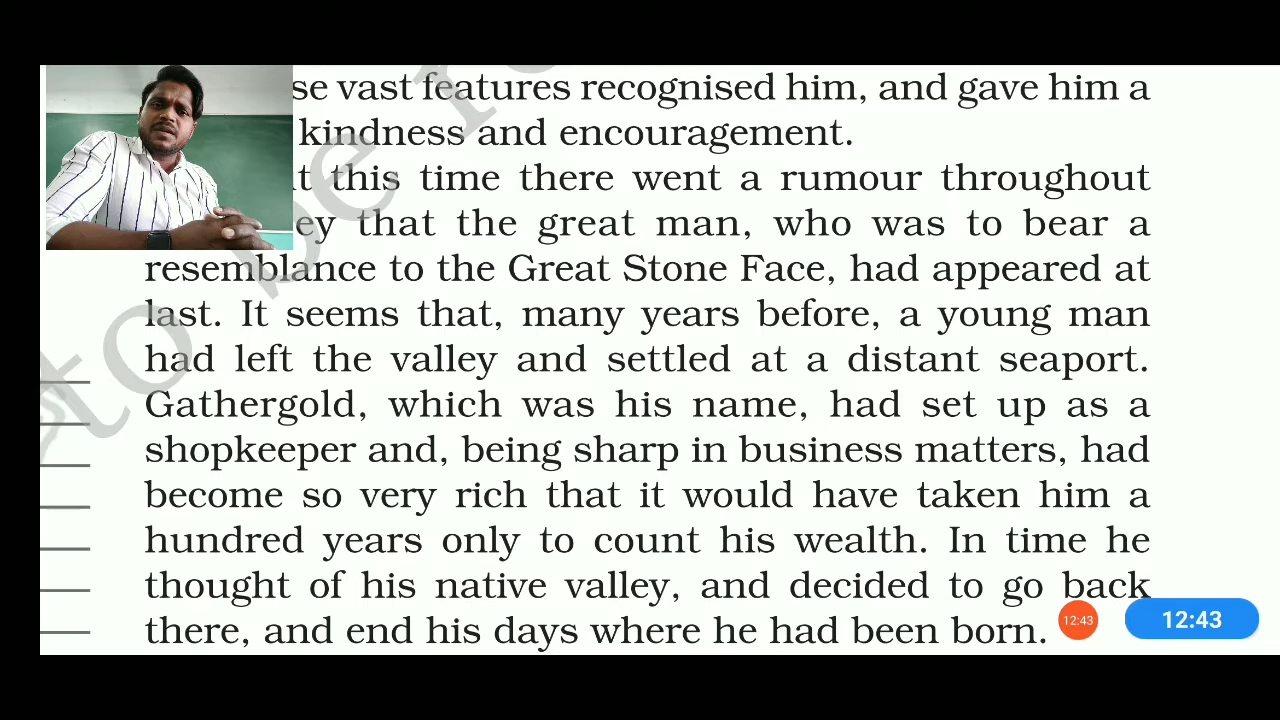 se vast features recognised him, and gave him a
kindness and encouragement.
t this time there went a rumour throughout
ey that the great man, who was to bear a
resemblance to the Great Stone Face, had appeared at
last. It seems that, many years before, a young man
had left the valley and settled at a distant seaport.
Gathergold, which was his name, had set up as a
shopkeeper and, being sharp in business matters, had
become so very rich that it would have taken him a
hundred years only to count his wealth. In time he
thought of his native valley, and decided to go back
there, and end his days where he had been born.
12:43
12:43
to be re